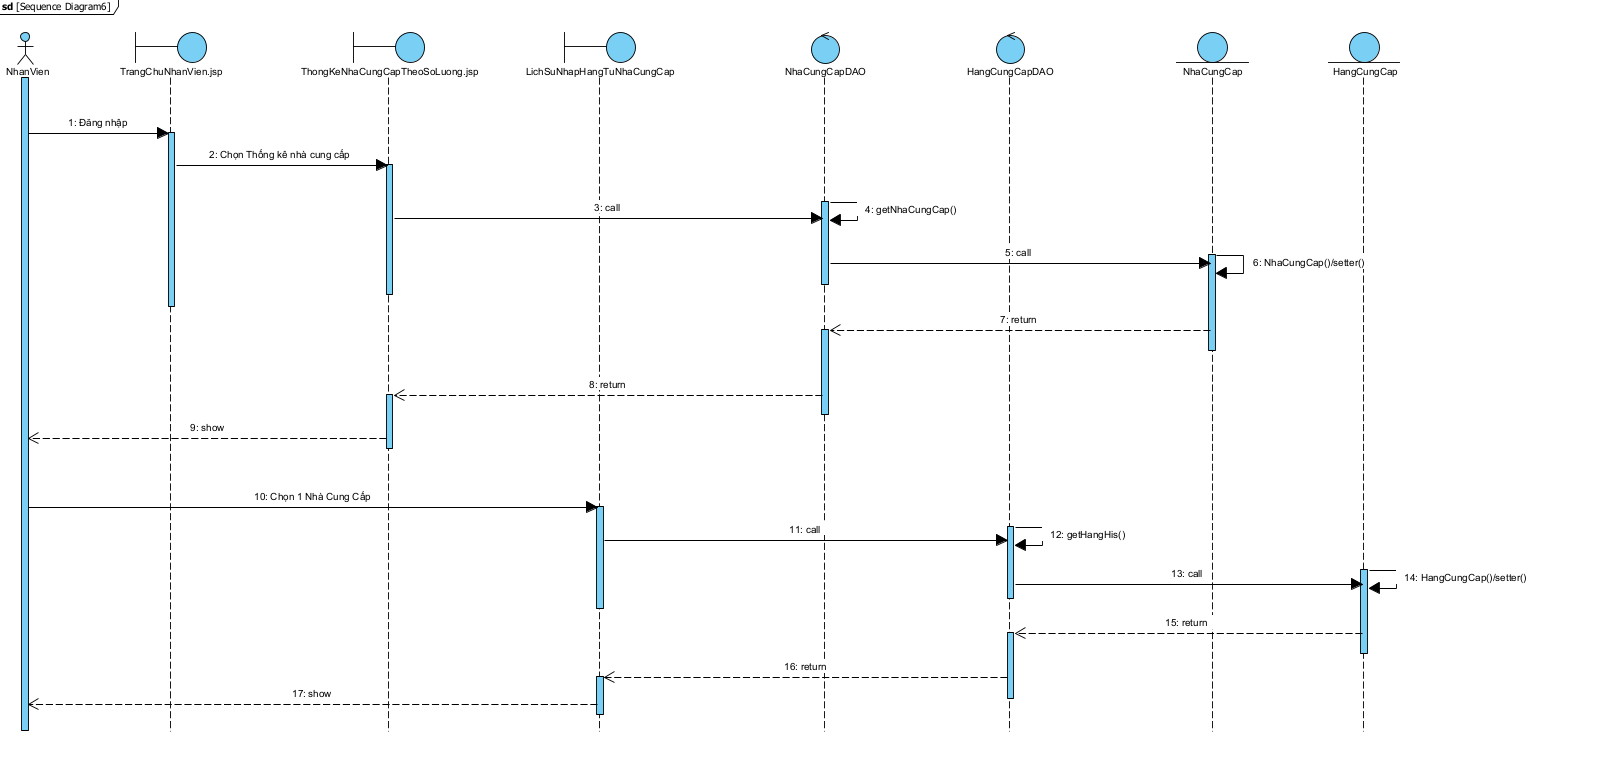 sd [Sequence Diagram6]
NhanVien
TrangChuNhanVien.jsp
ThongKeNhaCungCapTheoSoLuong.jsp
LichSuNhapHangTuNhaCungCap
NhaCungCapDAO
HangCungCapDAO
NhaCungCap
HangCungCap
1: Đăng nhập
2: Chọn Thống kê nhà cung cấp
3: call
4: getNhaCungCap()
5: call
6: NhaCungCap()/setter()
7: return
8: return
9: show
10: Chọn 1 Nhà Cung Cấp
11: call
12: getHangHis()
13: call
14: HangCungCap()/setter()
15: return
16: return
17: show